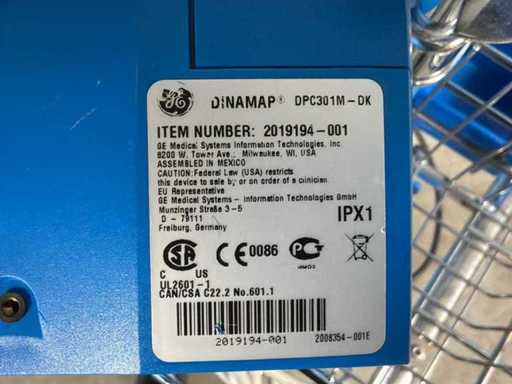 GE DINAMAP® DPC301M-DK
ITEM NUMBER: 2019194-001
GE Medical Systems Information Technologies, Inc.
8200 W. Tower Ave.; Milwaukee, WI, USA
ASSEMBLED IN MEXICO
CAUTION: Federal Law (USA) restricts
this device to sale by or on order of a clinician
EU Representative
GE Medical Systems - Information Technologies GmbH
Munzinger Straße 3-5
D - 79111
Freiburg, Germany
IPX1
SA CE 0086 PC
C US
UL2601-1
CAN/CSA C22.2 No.601.1
2019194-001
2008354-001E